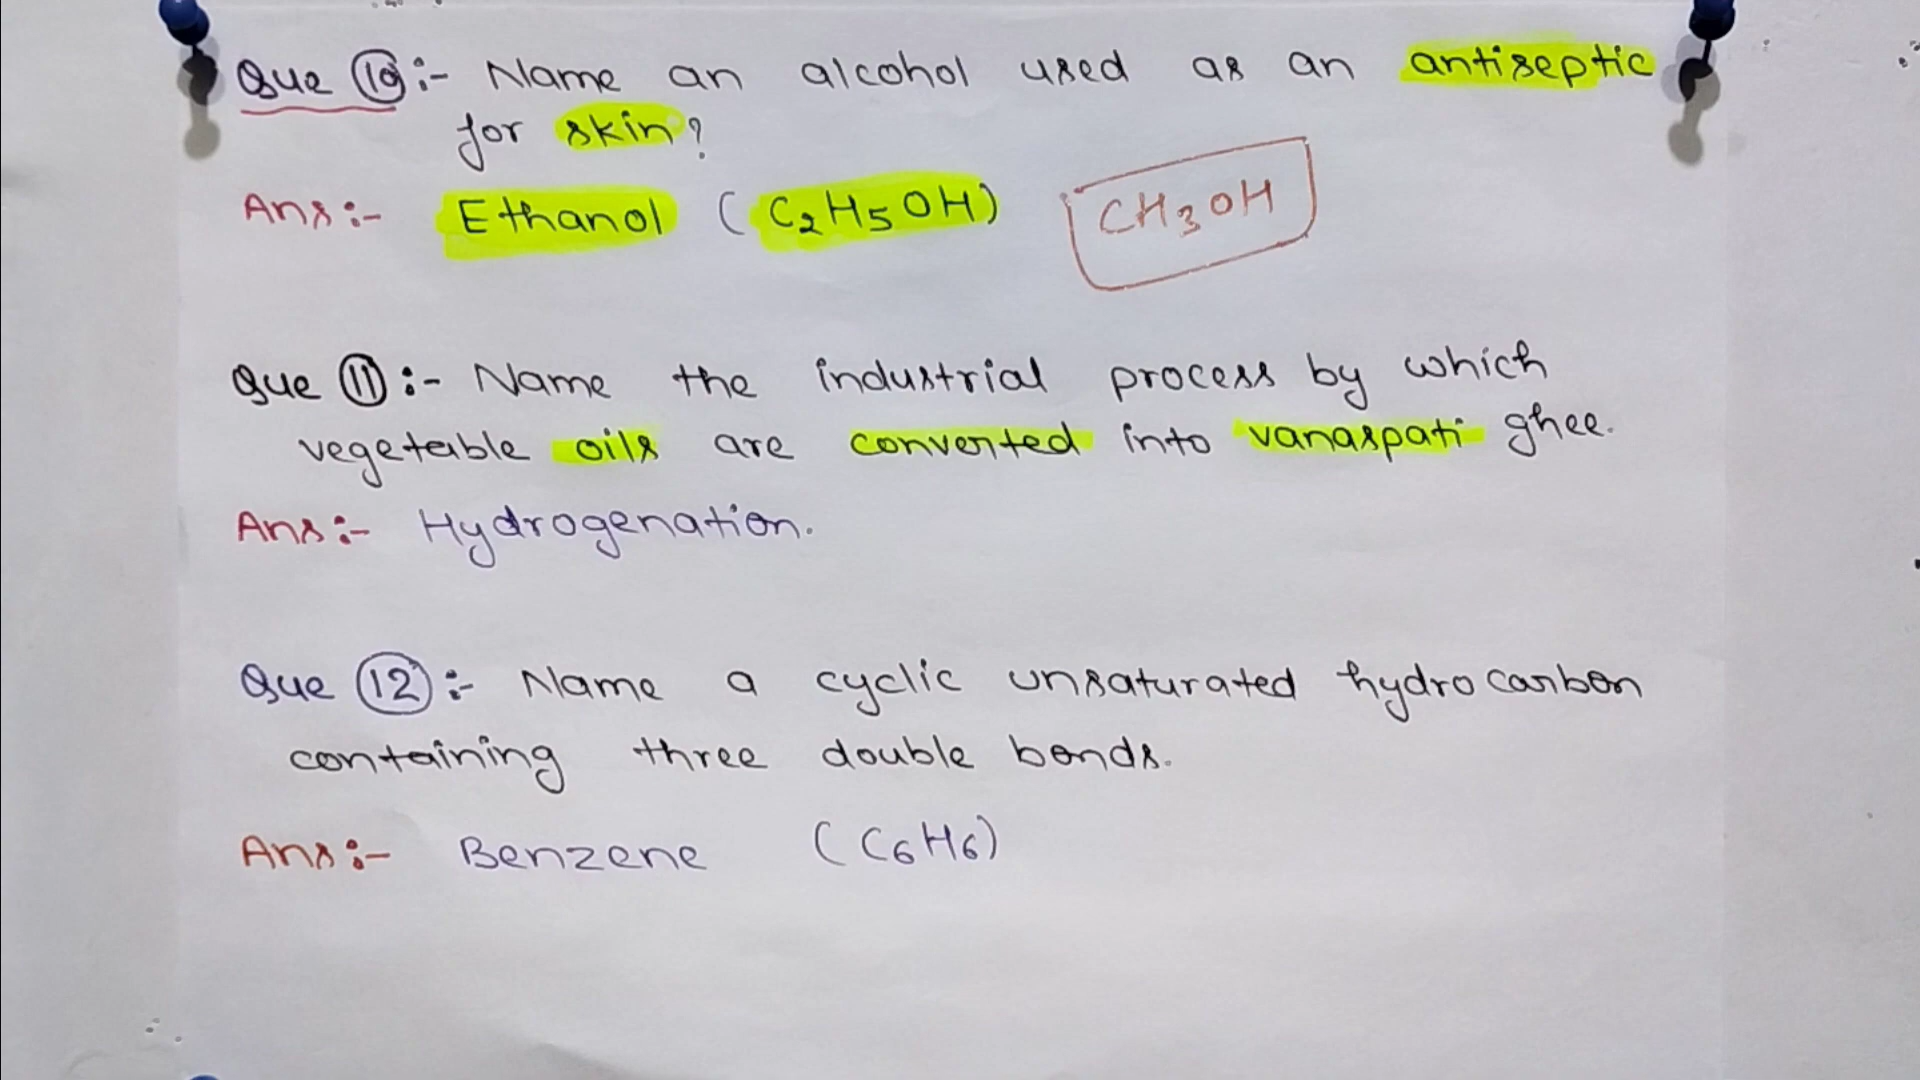 Que 10:- Name an alcohol used as an antiseptic
for skin?
Ans:- Ethanol (C2H5OH) CH3OH
Que 11:- Name the industrial process by which
vegetable oils are converted into vanaspati ghee.
Ans:- Hydrogenation.
Que 12:- Name a cyclic unsaturated hydrocarbon
containing three double bonds.
Ans:- Benzene (C6H6)